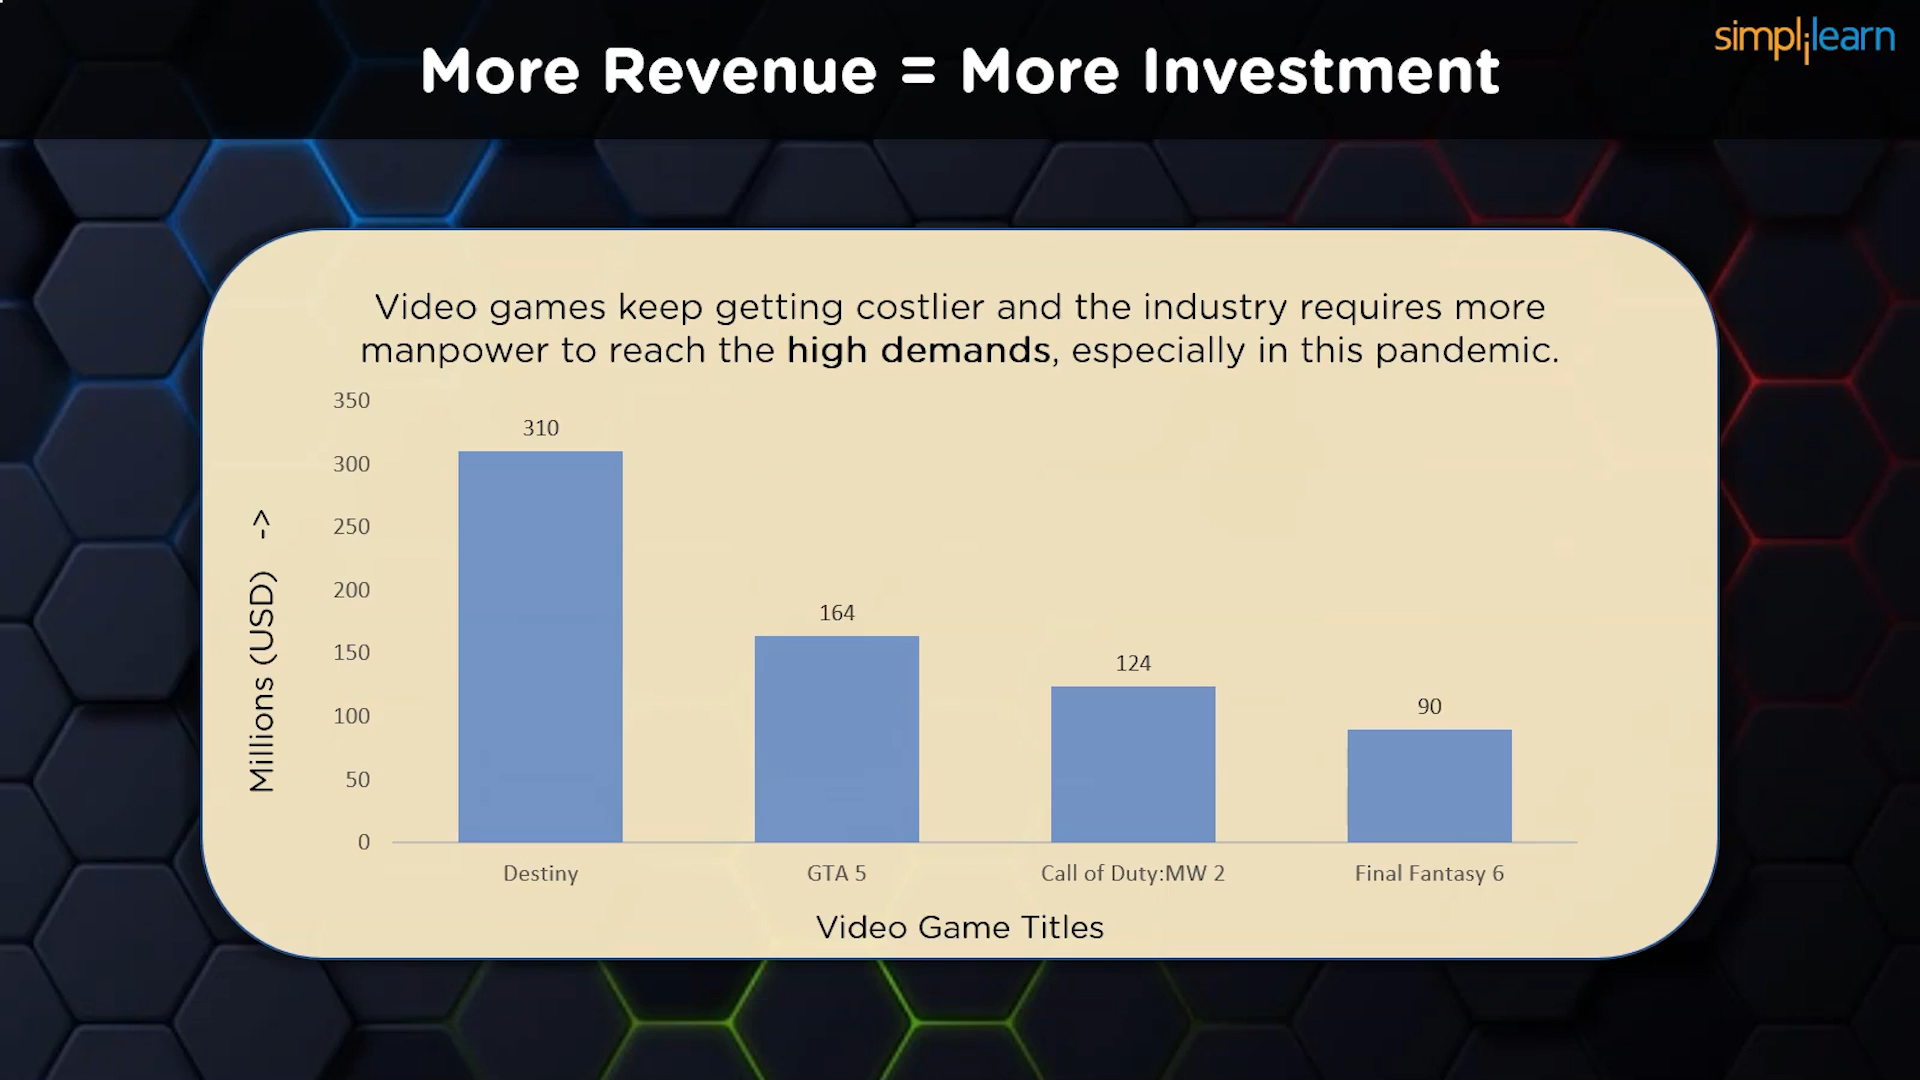 simplilearn
More Revenue = More Investment
Video games keep getting costlier and the industry requires more
manpower to reach the high demands, especially in this pandemic.
350
300
250
200
150
100
50
0
Millions (USD) ->
310
164
124
90
Destiny
GTA 5
Call of Duty:MW 2
Final Fantasy 6
Video Game Titles